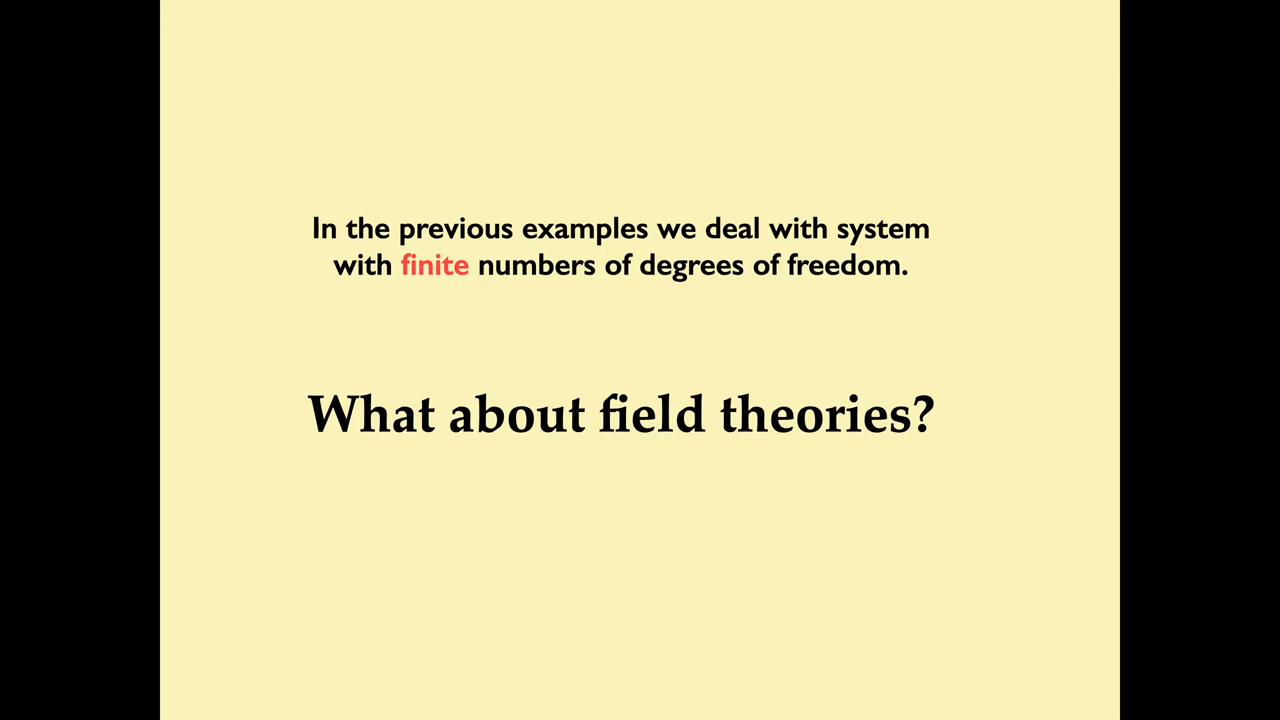 In the previous examples we deal with system
with finite numbers of degrees of freedom.
What about field theories?